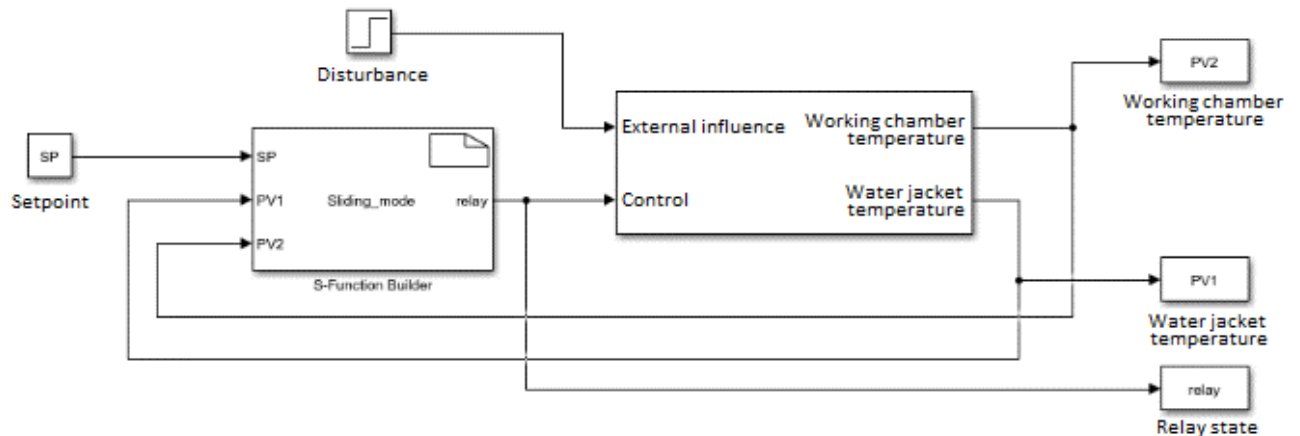 Disturbance
SP
Setpoint
SP
PV1
PV2
Sliding_mode
relay
S-Function Builder
External influence
Control
Working chamber
temperature
Water jacket
temperature
PV2
Working chamber
temperature
PV1
Water jacket
temperature
relay
Relay state